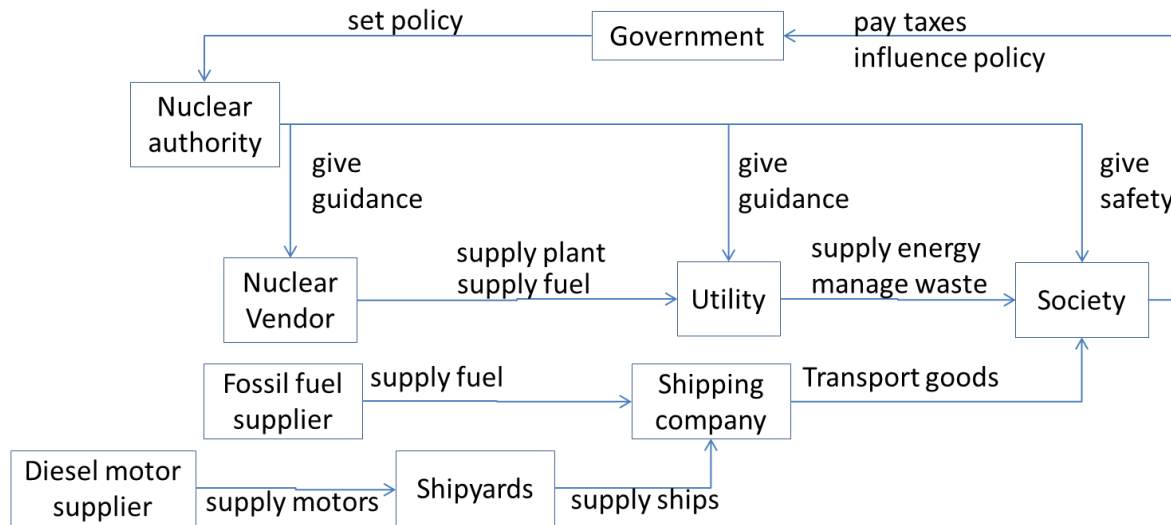 set policy
Government
pay taxes
influence policy
Nuclear
authority
give
guidance
give
guidance
give
safety
Nuclear
Vendor
supply plant
supply fuel
Utility
supply energy
manage waste
Society
Fossil fuel
supplier
supply fuel
Shipping
company
Transport goods
Diesel motor
supplier
supply motors
Shipyards
supply ships